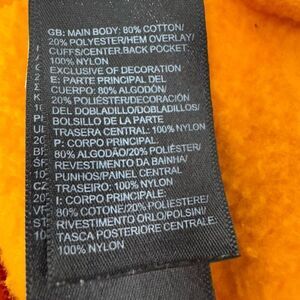 GB: MAIN BODY: 80% COTTON/
20% POLYESTER/HEM OVERLAY/
CUFFS/CENTER BACK POCKET:
100% NYLON
EXCLUSIVE OF DECORATION
E: PARTE PRINCIPAL DEL
CUERPO: 80% ALGODÓN/
20% POLIÉSTER/DECORACIÓN
DEL DOBLADILLO/DOBLADILLOS/
BOLSILLO DE LA PARTE
TRASERA CENTRAL: 100% NYLON
P: CORPO PRINCIPAL:
80% ALGODÃO/20% POLIÉSTER/
REVESTIMENTO DA BAINHA/
PUNHOS/PAINEL CENTRAL
TRASEIRO: 100% NYLON
I: CORPO PRINCIPALE:
80% COTONE/20% POLIESTERE/
RIVESTIMENTO ORLO/POLSINI/
TASCA POSTERIORE CENTRALE:
100% NYLON